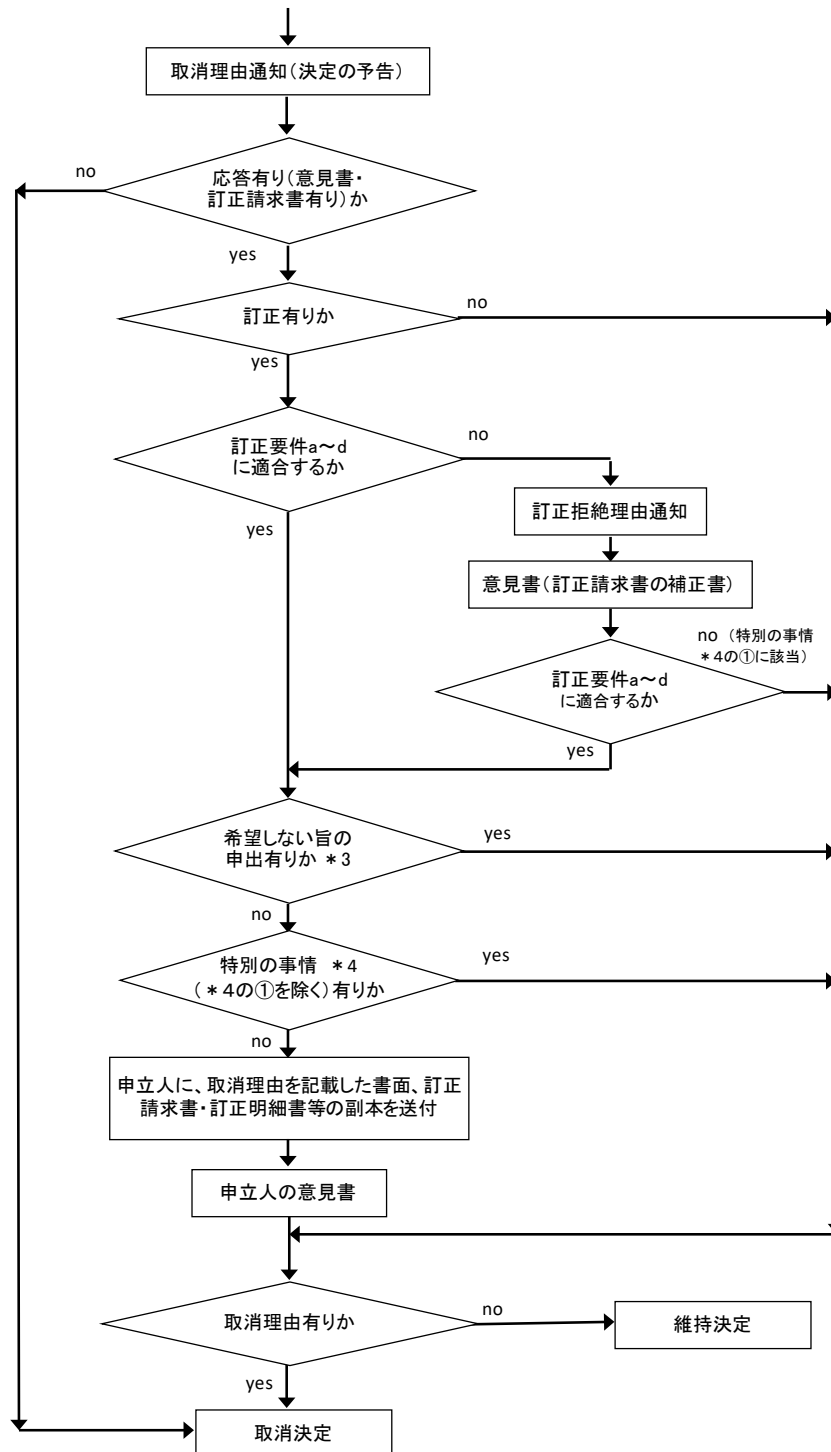 取消理由通知(決定の予告)
no
応答有り(意見書・
訂正請求書有り)か
yes
訂正有りか
no
yes
訂正要件a～d
に適合するか
no
yes
訂正拒絶理由通知
意見書(訂正請求書の補正書)
no (特別の事情
*4の①に該当)
訂正要件a～d
に適合するか
yes
希望しない旨の
申出有りか *3
yes
no
特別の事情 *4
(*4の①を除く)有りか
yes
no
申立人に、取消理由を記載した書面、訂正
請求書・訂正明細書等の副本を送付
申立人の意見書
取消理由有りか
no
維持決定
yes
取消決定